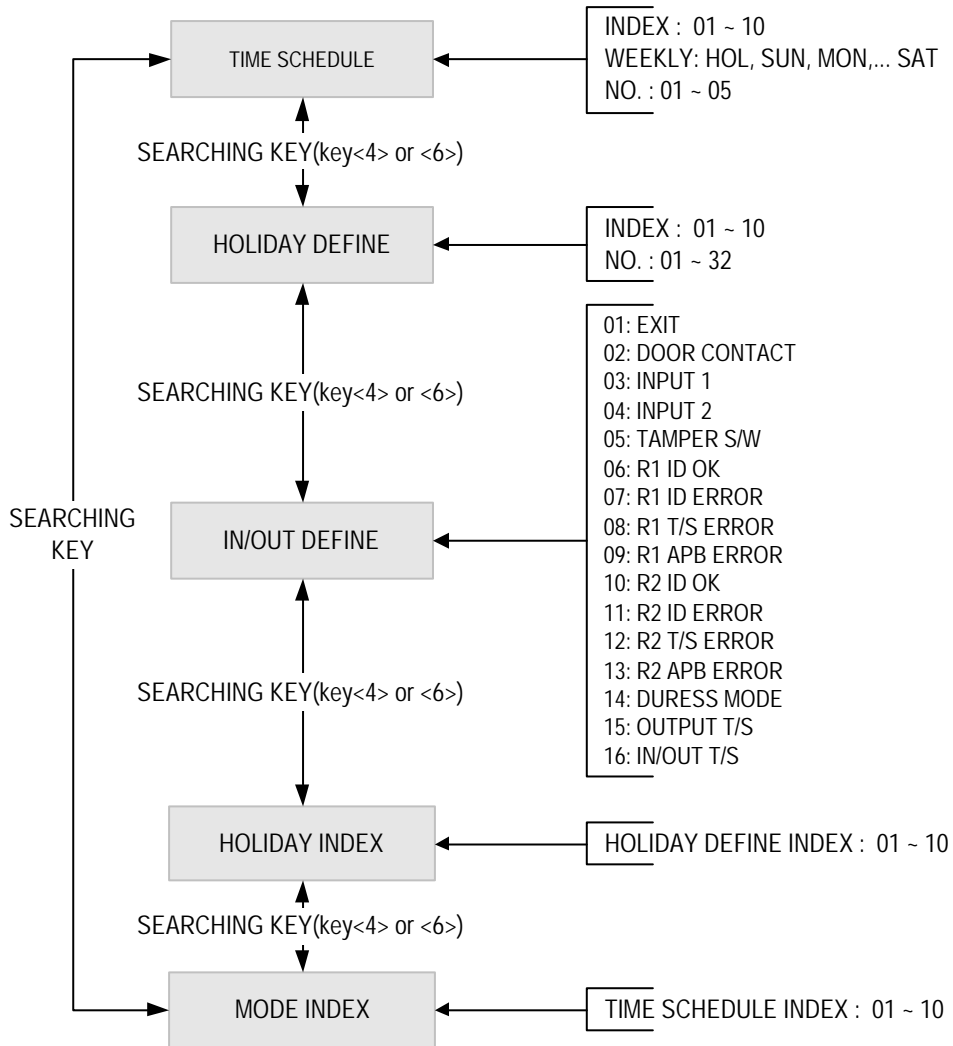 TIME SCHEDULE
INDEX : 01 ~ 10
WEEKLY: HOL, SUN, MON,... SAT
NO. : 01 ~ 05
SEARCHING KEY(key<4> or <6>)
HOLIDAY DEFINE
INDEX : 01 ~ 10
NO. : 01 ~ 32
SEARCHING KEY(key<4> or <6>)
SEARCHING
KEY
IN/OUT DEFINE
01: EXIT
02: DOOR CONTACT
03: INPUT 1
04: INPUT 2
05: TAMPER S/W
06: R1 ID OK
07: R1 ID ERROR
08: R1 T/S ERROR
09: R1 APB ERROR
10: R2 ID OK
11: R2 ID ERROR
12: R2 T/S ERROR
13: R2 APB ERROR
14: DURESS MODE
15: OUTPUT T/S
16: IN/OUT T/S
SEARCHING KEY(key<4> or <6>)
HOLIDAY INDEX
HOLIDAY DEFINE INDEX : 01 ~ 10
SEARCHING KEY(key<4> or <6>)
MODE INDEX
TIME SCHEDULE INDEX : 01 ~ 10